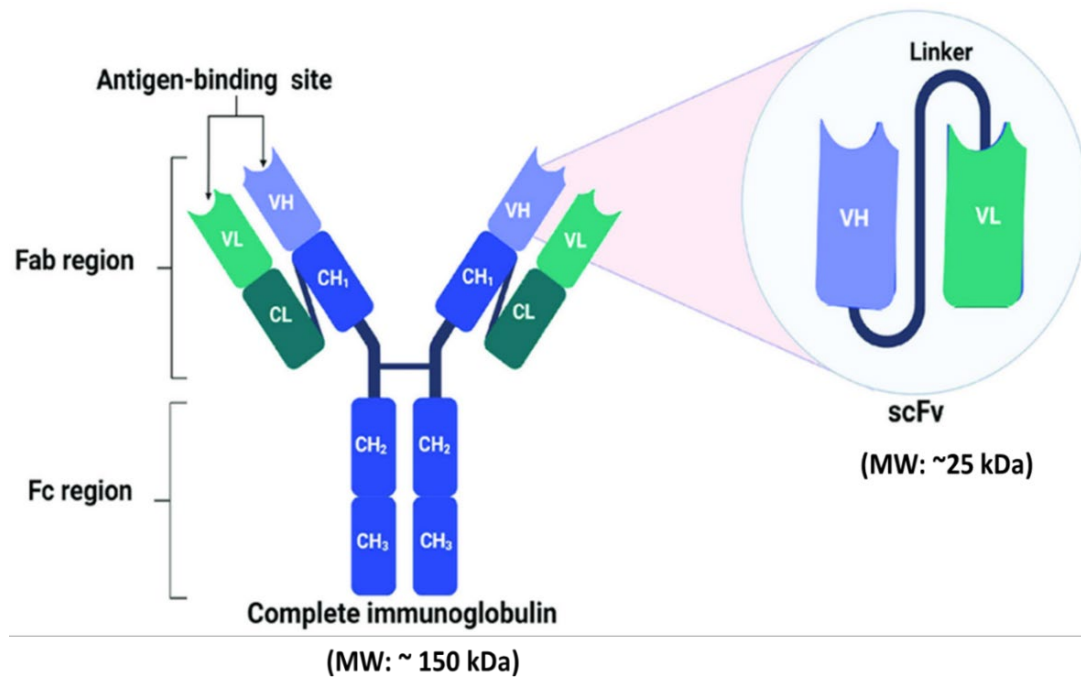 Antigen-binding site
Linker
VH
VL
VH
VL
VH
VL
Fab region
CH₁
CL
CH₁
CL
scFv
(MW: ~25 kDa)
Fc region
CH₂
CH₂
CH₃
CH₃
Complete immunoglobulin
(MW: ~ 150 kDa)